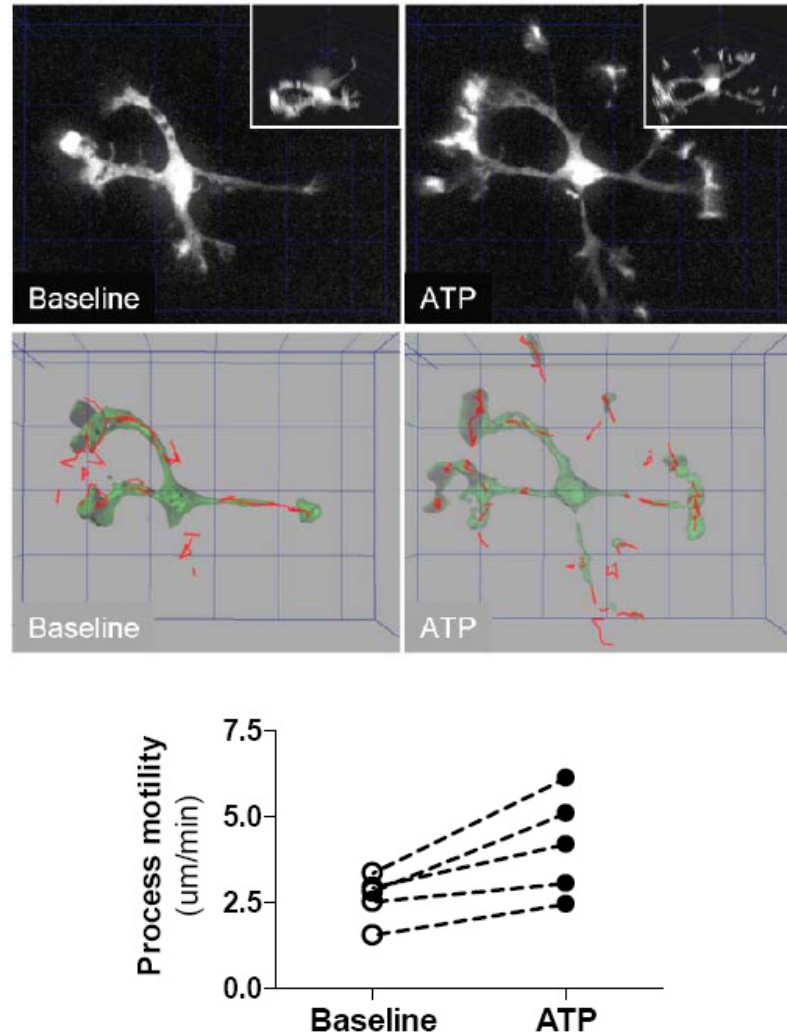 Baseline
ATP
Baseline
ATP
Process motility
(um/min)
7.5
5.0
2.5
0.0
Baseline
ATP